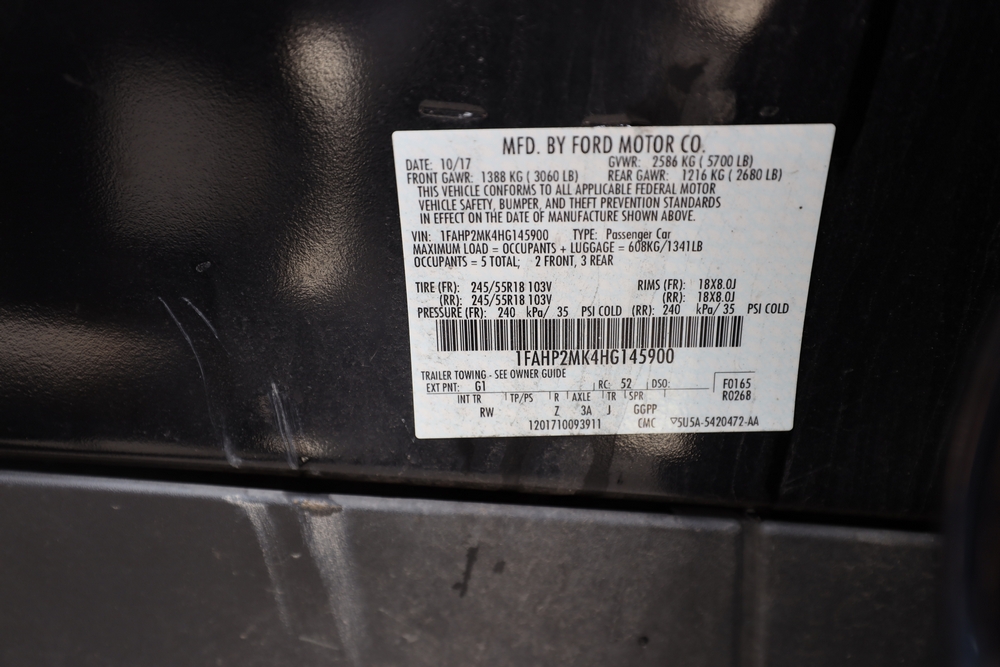 MFD. BY FORD MOTOR CO.
DATE: 10/17 GVWR: 2586 KG ( 5700 LB)
FRONT GAWR: 1388 KG ( 3060 LB) REAR GAWR: 1216 KG ( 2680 LB)
THIS VEHICLE CONFORMS TO ALL APPLICABLE FEDERAL MOTOR
VEHICLE SAFETY, BUMPER, AND THEFT PREVENTION STANDARDS
IN EFFECT ON THE DATE OF MANUFACTURE SHOWN ABOVE.
VIN: 1FAHP2MK4HG145900 TYPE: Passenger Car
MAXIMUM LOAD = OCCUPANTS + LUGGAGE = 608KG/1341LB
OCCUPANTS = 5 TOTAL; 2 FRONT, 3 REAR
TIRE (FR): 245/55R18 103V RIMS (FR): 18X8.0J
(RR): 245/55R18 103V (RR): 18X8.0J
PRESSURE (FR): 240 kPa/ 35 PSI COLD (RR): 240 kPa/ 35 PSI COLD
1FAHP2MK4HG145900
TRAILER TOWING - SEE OWNER GUIDE
EXT PNT: G1 RC: 52 DSO: F0165
INT TR TP/PS R AXLE TR SPR R0268
RW Z 3A J GGPP
1201710093911 CMC ▽5U5A-5420472-AA